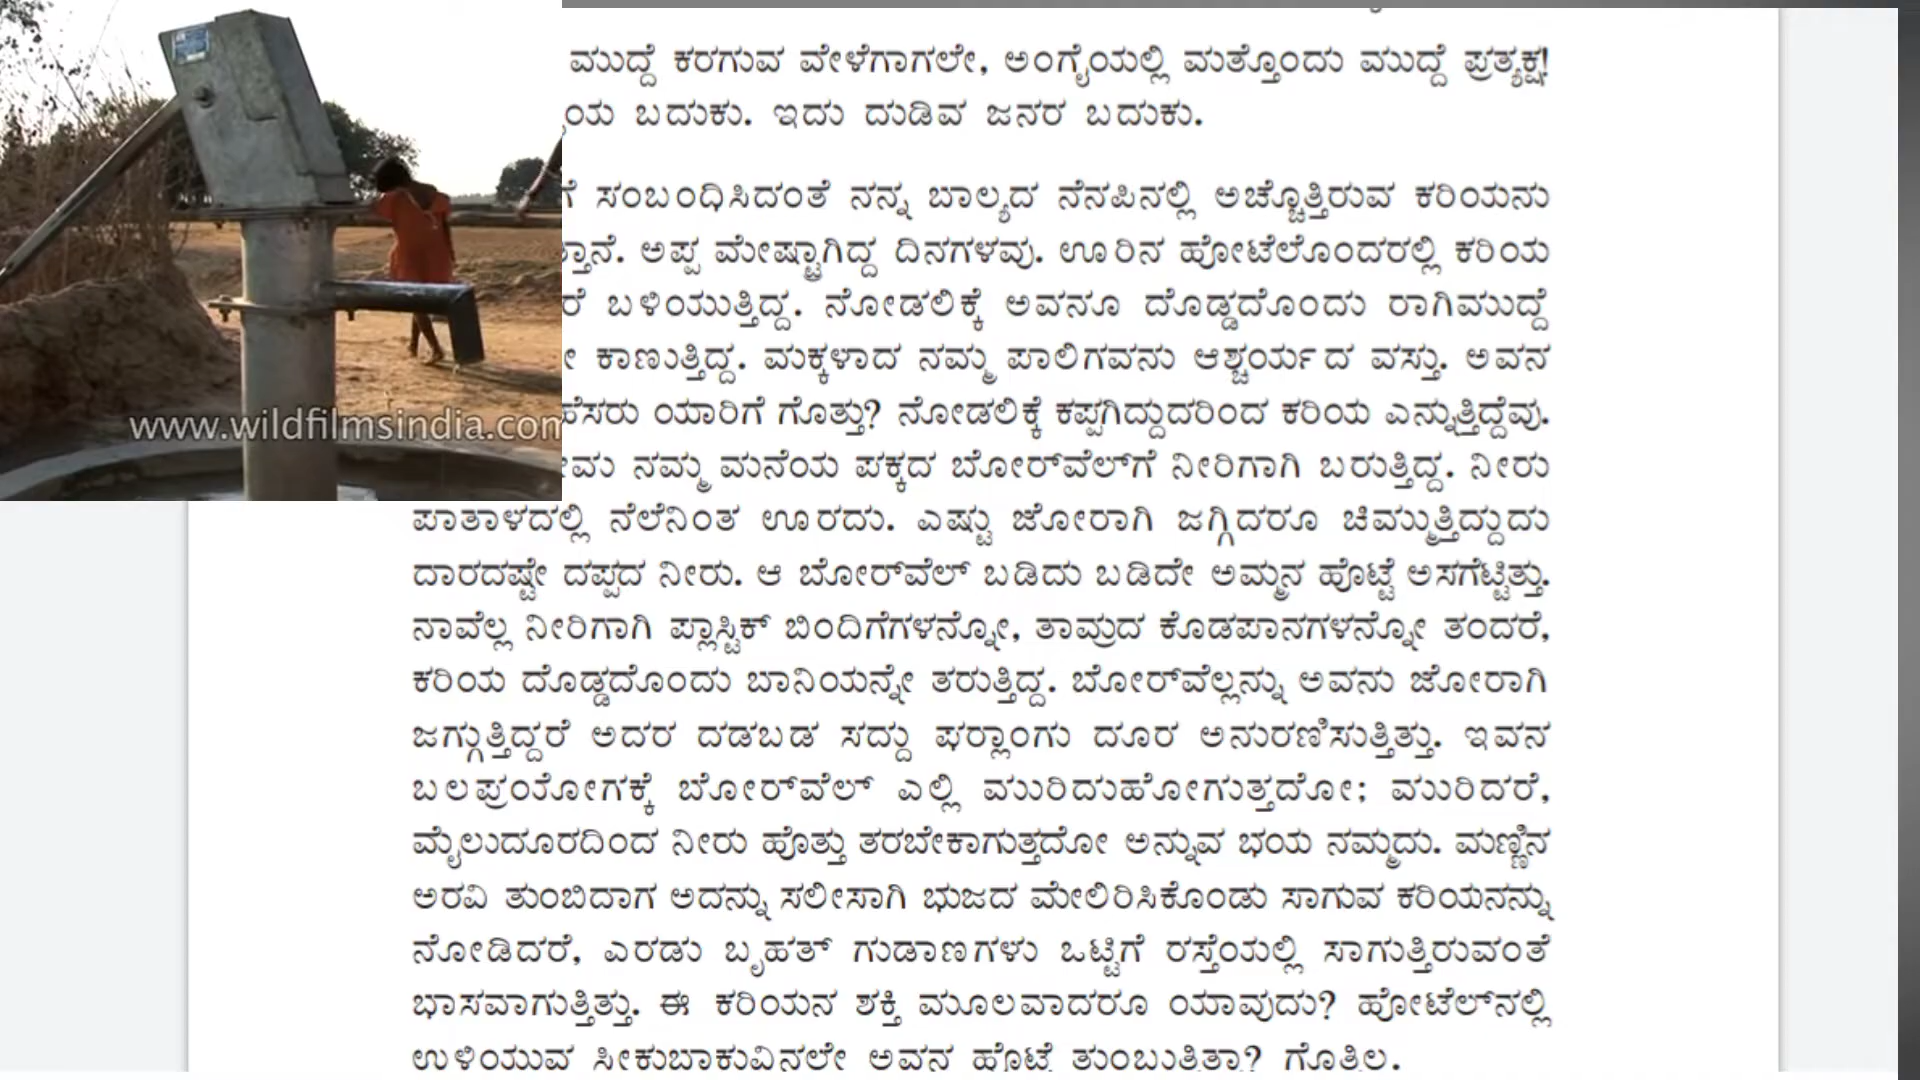 ಮುದ್ದೆ ಕರಗುವ ವೇಳೆಗಾಗಲೇ, ಅಂಗೈಯಲ್ಲಿ ಮತ್ತೊಂದು ಮುದ್ದೆ ಪ್ರತ್ಯಕ್ಷ!
ಬದುಕು. ಇದು ದುಡಿವ ಜನರ ಬದುಕು.
ಸಂಬಂಧಿಸಿದಂತೆ ನನ್ನ ಬಾಲ್ಯದ ನೆನಪಿನಲ್ಲಿ ಅಚ್ಚೊತ್ತಿರುವ ಕರಿಯನು
ಅಪ್ಪ ಮೇಷ್ಟ್ರಾಗಿದ್ದ ದಿನಗಳವು. ಊರಿನ ಹೋಟೆಲೊಂದರಲ್ಲಿ ಕರಿಯ
ಬಳಿಯುತ್ತಿದ್ದ. ನೋಡಲಿಕ್ಕೆ ಅವನೂ ದೊಡ್ಡದೊಂದು ರಾಗಿಮುದ್ದೆ
ಕಾಣುತ್ತಿದ್ದ. ಮಕ್ಕಳಾದ ನಮ್ಮ ಪಾಲಿಗವನು ಆಶ್ಚರ್ಯದ ವಸ್ತು. ಅವನ
ಹೆಸರು ಯಾರಿಗೆ ಗೊತ್ತು? ನೋಡಲಿಕ್ಕೆ ಕಪ್ಪಗಿದ್ದುದರಿಂದ ಕರಿಯ ಎನ್ನುತ್ತಿದ್ದೆವು.
www.wildfilmsindia.com
ನಮ್ಮ ಮನೆಯ ಪಕ್ಕದ ಬೋರ್‌ವೆಲ್‌ಗೆ ನೀರಿಗಾಗಿ ಬರುತ್ತಿದ್ದ. ನೀರು
ಪಾತಾಳದಲ್ಲಿ ನೆಲೆನಿಂತ ಊರದು. ಎಷ್ಟು ಜೋರಾಗಿ ಜಗ್ಗಿದರೂ ಚಿಮ್ಮುತ್ತಿದ್ದುದು
ದಾರದಷ್ಟೇ ದಪ್ಪದ ನೀರು. ಆ ಬೋರ್‌ವೆಲ್ ಬಡಿದು ಬಡಿದೇ ಅಮ್ಮನ ಹೊಟ್ಟೆ ಅಸಗೆಟ್ಟಿತ್ತು.
ನಾವೆಲ್ಲ ನೀರಿಗಾಗಿ ಪ್ಲಾಸ್ಟಿಕ್ ಬಿಂದಿಗೆಗಳನ್ನೋ, ತಾಮ್ರದ ಕೊಡಪಾನಗಳನ್ನೋ ತಂದರೆ,
ಕರಿಯ ದೊಡ್ಡದೊಂದು ಬಾನಿಯನ್ನೇ ತರುತ್ತಿದ್ದ. ಬೋರ್‌ವೆಲ್ಲನ್ನು ಅವನು ಜೋರಾಗಿ
ಜಗ್ಗುತ್ತಿದ್ದರೆ ಅದರ ದಡಬಡ ಸದ್ದು ಫರ್ಲಾಂಗು ದೂರ ಅನುರಣಿಸುತ್ತಿತ್ತು. ಇವನ
ಬಲಪ್ರಯೋಗಕ್ಕೆ ಬೋರ್‌ವೆಲ್ ಎಲ್ಲಿ ಮುರಿದುಹೋಗುತ್ತದೋ; ಮುರಿದರೆ,
ಮೈಲುದೂರದಿಂದ ನೀರು ಹೊತ್ತು ತರಬೇಕಾಗುತ್ತದೋ ಅನ್ನುವ ಭಯ ನಮ್ಮದು. ಮಣ್ಣಿನ
ಅರವಿ ತುಂಬಿದಾಗ ಅದನ್ನು ಸಲೀಸಾಗಿ ಭುಜದ ಮೇಲಿರಿಸಿಕೊಂಡು ಸಾಗುವ ಕರಿಯನನ್ನು
ನೋಡಿದರೆ, ಎರಡು ಬೃಹತ್ ಗುಡಾಣಗಳು ಒಟ್ಟಿಗೆ ರಸ್ತೆಯಲ್ಲಿ ಸಾಗುತ್ತಿರುವಂತೆ
ಭಾಸವಾಗುತ್ತಿತ್ತು. ಈ ಕರಿಯನ ಶಕ್ತಿ ಮೂಲವಾದರೂ ಯಾವುದು? ಹೋಟೆಲ್‌ನಲ್ಲಿ
ಉಳಿಯುವ ಸೀಕುಬಾಕುವಿನಲೇ ಅವನ ಹೊಟ್ಟೆ ತುಂಬುತ್ತಿತ್ತಾ? ಗೊತ್ತಿಲ್ಲ.